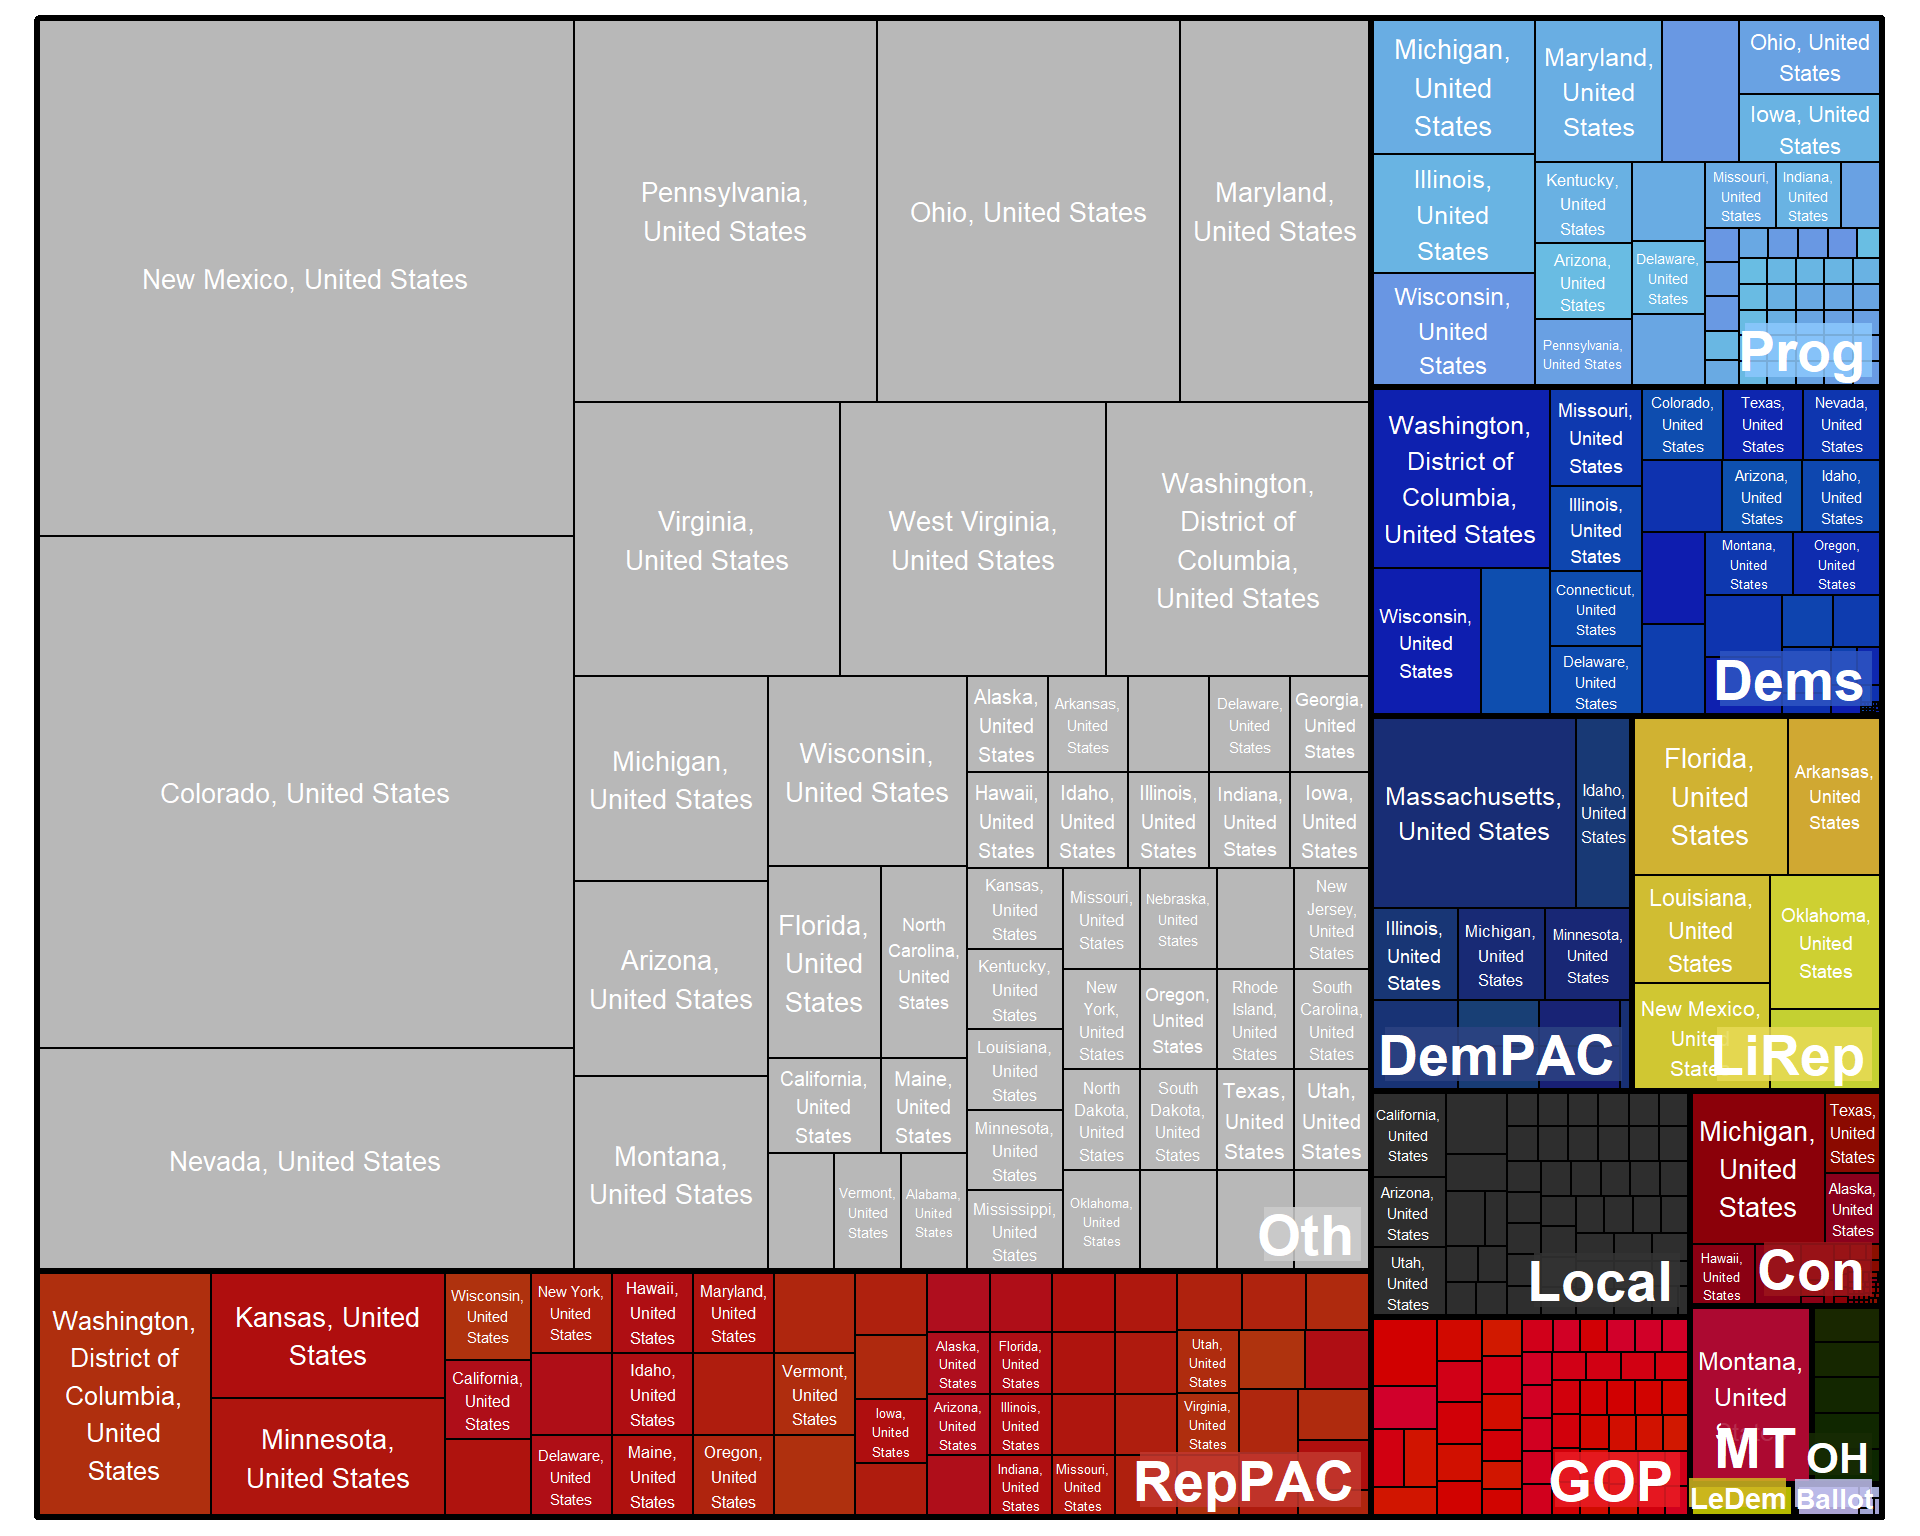 New Mexico, United States
Colorado, United States
Nevada, United States
Pennsylvania,
United States
Ohio, United States
Maryland,
United States
Virginia,
United States
West Virginia,
United States
Washington,
District of
Columbia,
United States
Michigan,
United States
Arizona,
United States
Montana,
United States
Wisconsin,
United States
Florida,
United
States
North
Carolina,
United
States
California,
United
States
Maine,
United
States
Vermont,
United
States
Alabama,
United
States
Alaska,
United
States
Arkansas,
United
States
Delaware,
United
States
Georgia,
United
States
Hawaii,
United
States
Idaho,
United
States
Illinois,
United
States
Indiana,
United
States
Iowa,
United
States
Kansas,
United
States
Kentucky,
United
States
Louisiana,
United
States
Minnesota,
United
States
Mississippi,
United
States
Missouri,
United
States
Nebraska,
United
States
New
Jersey,
United
States
New
York,
United
States
Oregon,
United
States
Rhode
Island,
United
States
South
Carolina,
United
States
North
Dakota,
United
States
South
Dakota,
United
States
Texas,
United
States
Utah,
United
States
Oklahoma,
United
States
Oth
Washington,
District of
Columbia,
United
States
Kansas, United
States
Minnesota,
United States
Wisconsin,
United
States
California,
United
States
New York,
United
States
Delaware,
United
States
Hawaii,
United
States
Idaho,
United
States
Maine,
United
States
Maryland,
United
States
Oregon,
United
States
Vermont,
United
States
Iowa,
United
States
Alaska,
United
States
Arizona,
United
States
Florida,
United
States
Illinois,
United
States
Indiana,
United
States
Missouri,
United
States
Utah,
United
States
Virginia,
United
States
RepPAC
Michigan,
United
States
Illinois,
United
States
Wisconsin,
United
States
Maryland,
United
States
Ohio, United
States
Iowa, United
States
Kentucky,
United
States
Arizona,
United
States
Pennsylvania,
United States
Delaware,
United
States
Missouri,
United
States
Indiana,
United
States
Prog
Washington,
District of
Columbia,
United States
Wisconsin,
United
States
Missouri,
United
States
Illinois,
United
States
Connecticut,
United
States
Delaware,
United
States
Colorado,
United
States
Texas,
United
States
Nevada,
United
States
Arizona,
United
States
Idaho,
United
States
Montana,
United
States
Oregon,
United
States
Dems
Massachusetts,
United States
Idaho,
United
States
Illinois,
United
States
Michigan,
United
States
Minnesota,
United
States
DemPAC
Florida,
United
States
Arkansas,
United
States
Louisiana,
United
States
Oklahoma,
United
States
New Mexico,
United
States
LiRep
California,
United
States
Arizona,
United
States
Utah,
United
States
Local
Michigan,
United
States
Texas,
United
States
Alaska,
United
States
Hawaii,
United
States
Con
GOP
Montana,
United
States
MT
OH
LeDem
Ballot